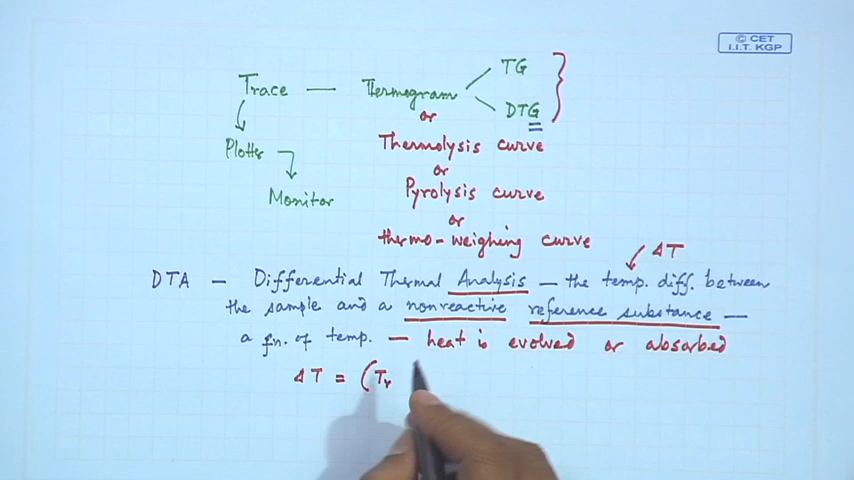 © CET
I.I.T. KGP
Trace — Thermogram
TG
DTG
or
Plotter
Thermolysis curve
or
Monitor
Pyrolysis curve
or
thermo-weighing curve
ΔT
DTA — Differential Thermal Analysis — the temp. diff. between
the sample and a nonreactive reference substance —
a fn. of temp. — heat is evolved or absorbed
ΔT = (Tr